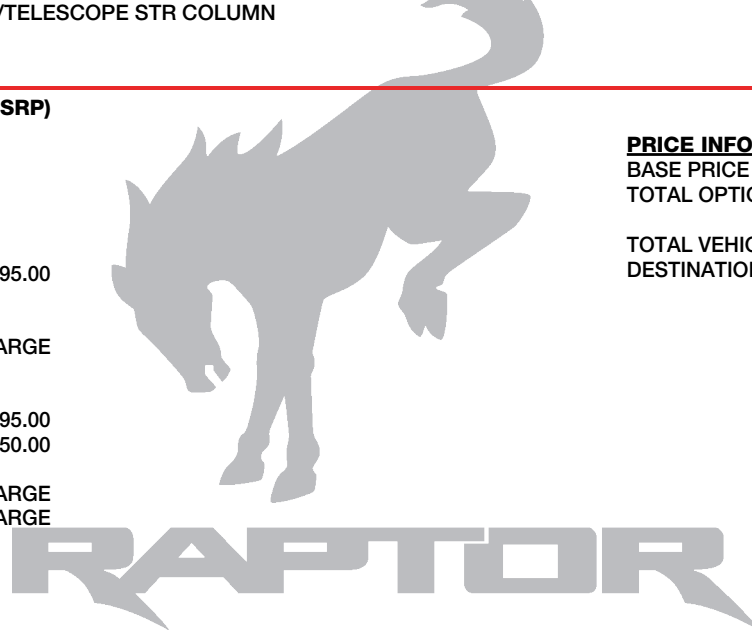 /TELESCOPE STR COLUMN
SRP)
95.00
ARGE
95.00
50.00
ARGE
ARGE
PRICE INFO
BASE PRICE
TOTAL OPTIO
TOTAL VEHIC
DESTINATION
RAPTOR